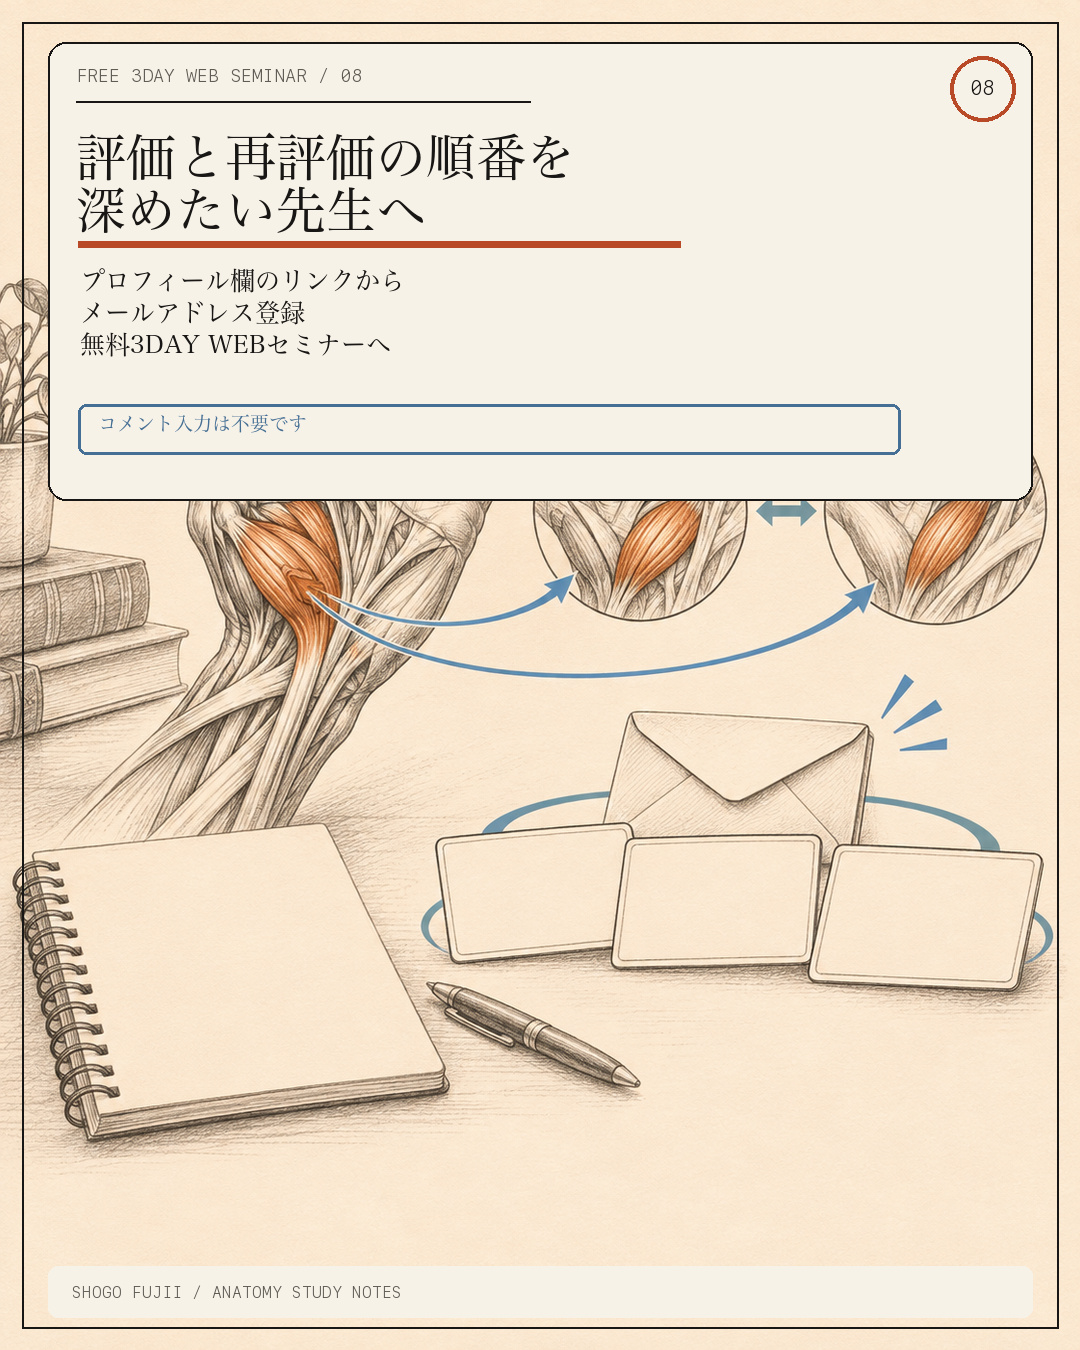 FREE 3DAY WEB SEMINAR / 08
08
評価と再評価の順番を
深めたい先生へ
プロフィール欄のリンクから
メールアドレス登録
無料3DAY WEBセミナーへ
コメント入力は不要です
SHOGO FUJII / ANATOMY STUDY NOTES